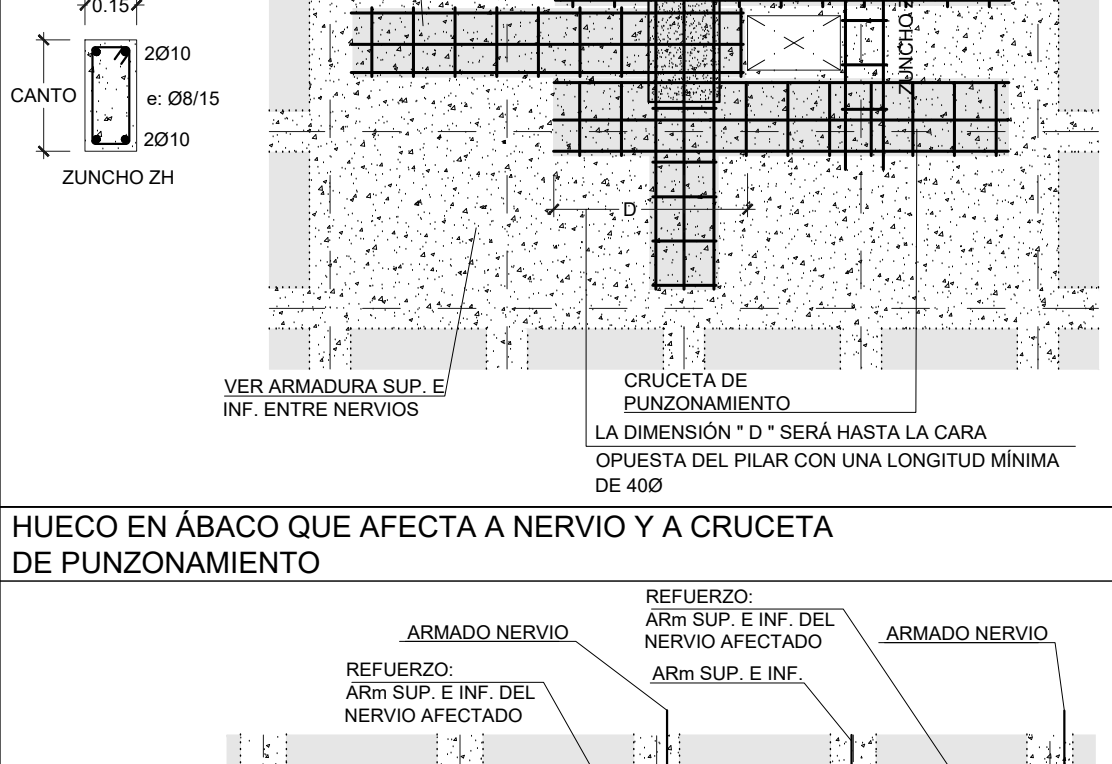 0.15
2Ø10
CANTO
e: Ø8/15
2Ø10
ZUNCHO ZH
ZUNCHO
D
VER ARMADURA SUP. E
INF. ENTRE NERVIOS
CRUCETA DE
PUNZONAMIENTO
LA DIMENSIÓN " D " SERÁ HASTA LA CARA
OPUESTA DEL PILAR CON UNA LONGITUD MÍNIMA
DE 40Ø
HUECO EN ÁBACO QUE AFECTA A NERVIO Y A CRUCETA
DE PUNZONAMIENTO
REFUERZO:
ARm SUP. E INF. DEL
NERVIO AFECTADO
ARMADO NERVIO
ARMADO NERVIO
REFUERZO:
ARm SUP. E INF. DEL
NERVIO AFECTADO
ARm SUP. E INF.